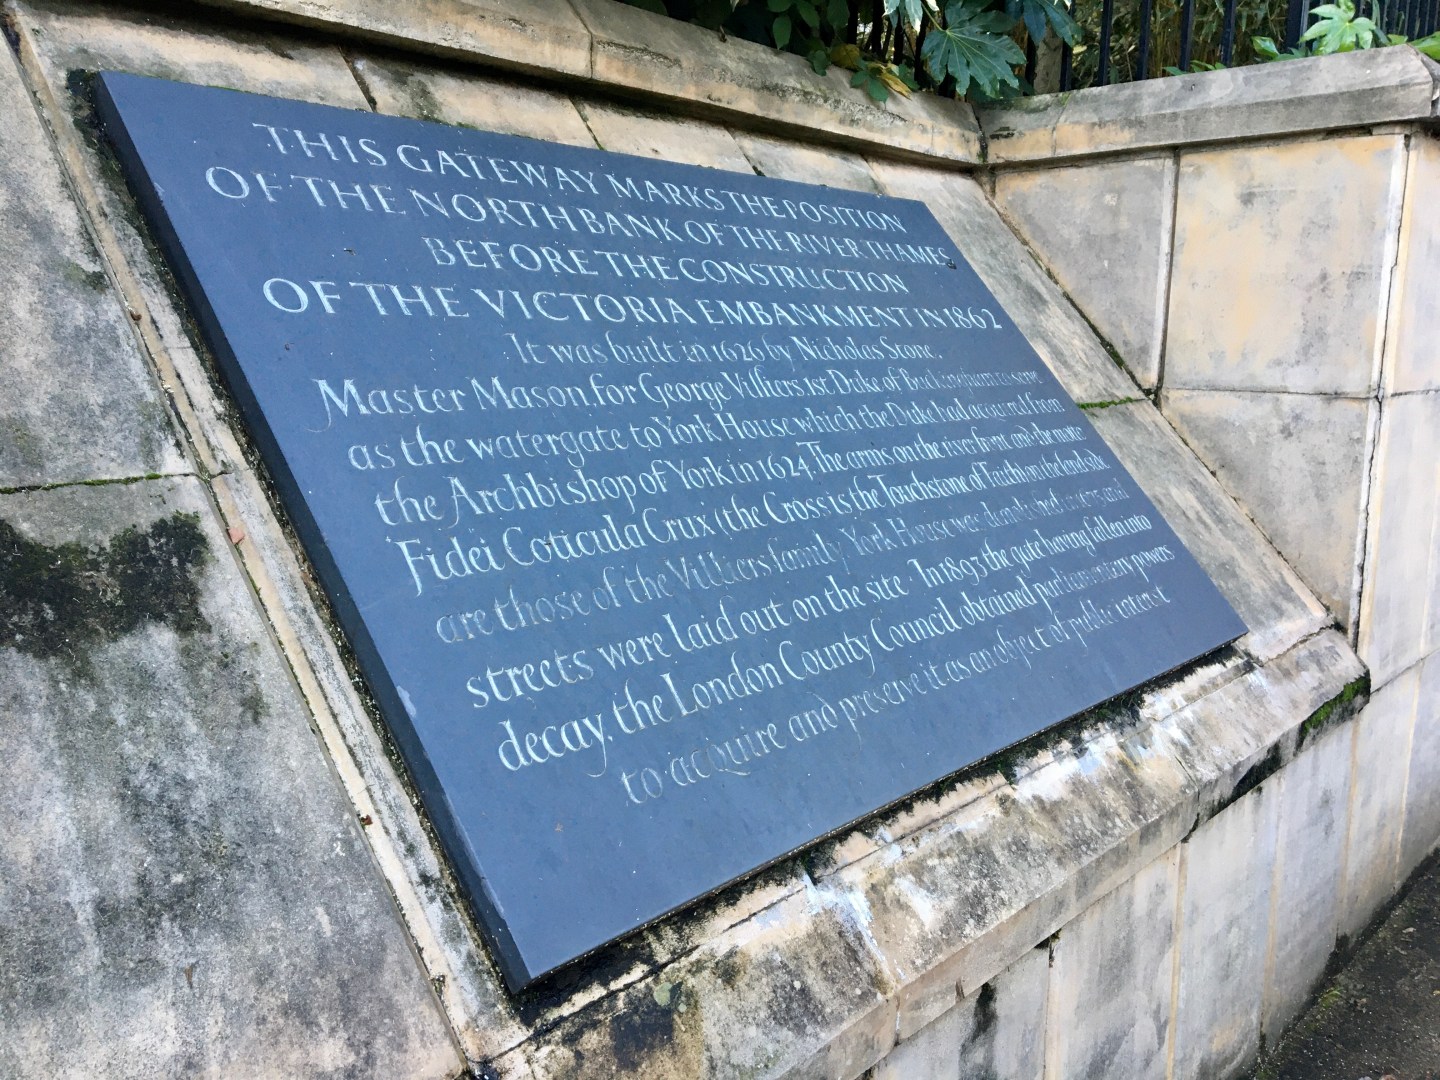 THIS GATEWAY MARKS THE POSITION
OF THE NORTH BANK OF THE RIVER THAMES
BEFORE THE CONSTRUCTION
OF THE VICTORIA EMBANKMENT IN 1862
It was built in 1626 by Nicholas Stone,
Master Mason, for George Villiers 1st Duke of Buckingham to serve
as the watergate to York House which the Duke had acquired from
the Archbishop of York in 1624. The arms on the river front and the motto
Fidei Coticula Crux (the Cross is the Touchstone of Faith) on the land side
are those of the Villiers family York House was demolished in 1675 and
streets were laid out on the site · In 1893 the gate having fallen into
decay, the London County Council obtained parliamentary powers
to acquire and preserve it as an object of public interest